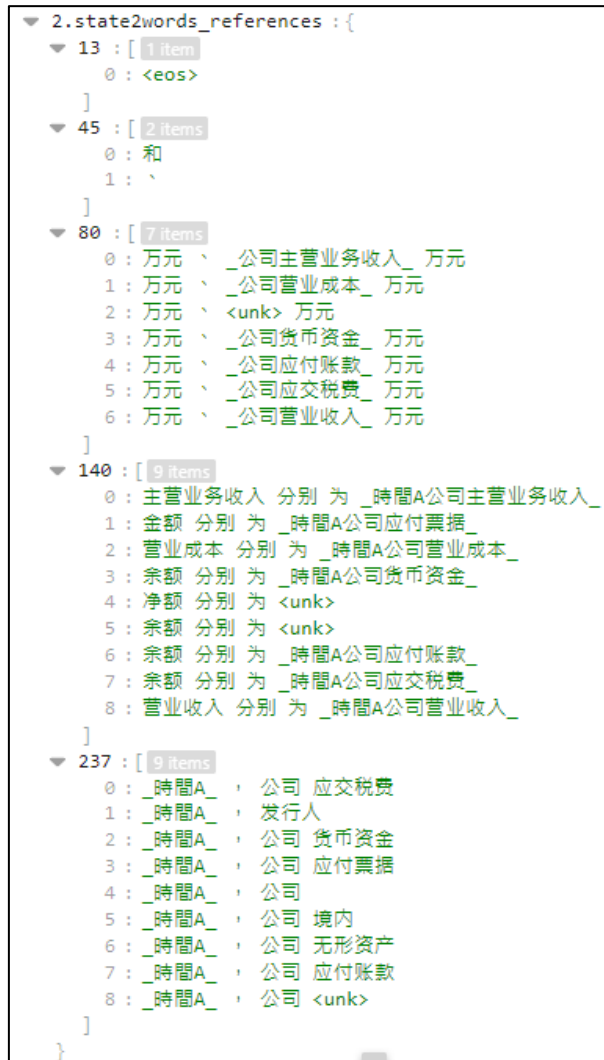 2.state2words_references : {
13 : [ 1 item
0 : <eos>
]
45 : [ 2 items
0 : 和
1 : 、
]
80 : [ 7 items
0 : 万元 、 _公司主营业务收入_ 万元
1 : 万元 、 _公司营业成本_ 万元
2 : 万元 、 <unk> 万元
3 : 万元 、 _公司货币资金_ 万元
4 : 万元 、 _公司应付账款_ 万元
5 : 万元 、 _公司应交税费_ 万元
6 : 万元 、 _公司营业收入_ 万元
]
140 : [ 9 items
0 : 主营业务收入 分别 为 _時間A公司主营业务收入_
1 : 金额 分别 为 _時間A公司应付票据_
2 : 营业成本 分别 为 _時間A公司营业成本_
3 : 余额 分别 为 _時間A公司货币资金_
4 : 净额 分别 为 <unk>
5 : 余额 分别 为 <unk>
6 : 余额 分别 为 _時間A公司应付账款_
7 : 余额 分别 为 _時間A公司应交税费_
8 : 营业收入 分别 为 _時間A公司营业收入_
]
237 : [ 9 items
0 : _時間A_ ， 公司 应交税费
1 : _時間A_ ， 发行人
2 : _時間A_ ， 公司 货币资金
3 : _時間A_ ， 公司 应付票据
4 : _時間A_ ， 公司
5 : _時間A_ ， 公司 境内
6 : _時間A_ ， 公司 无形资产
7 : _時間A_ ， 公司 应付账款
8 : _時間A_ ， 公司 <unk>
]
}